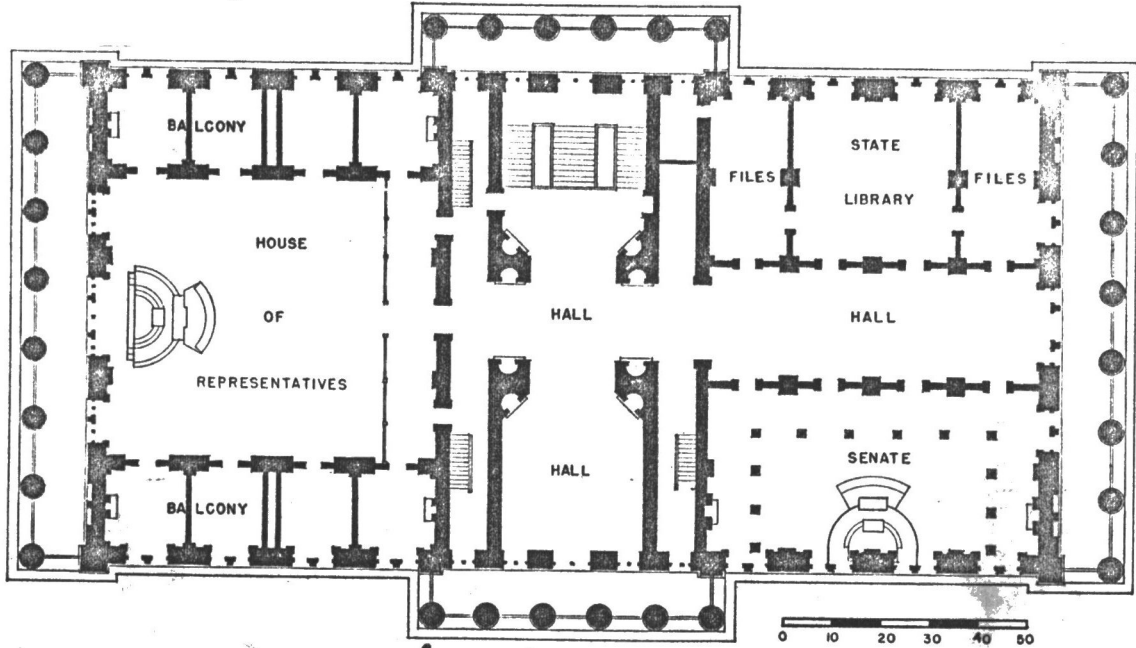 BALCONY
FILES
STATE
LIBRARY
FILES
HOUSE
OF
REPRESENTATIVES
HALL
HALL
BALCONY
HALL
SENATE
0 10 20 30 40 50